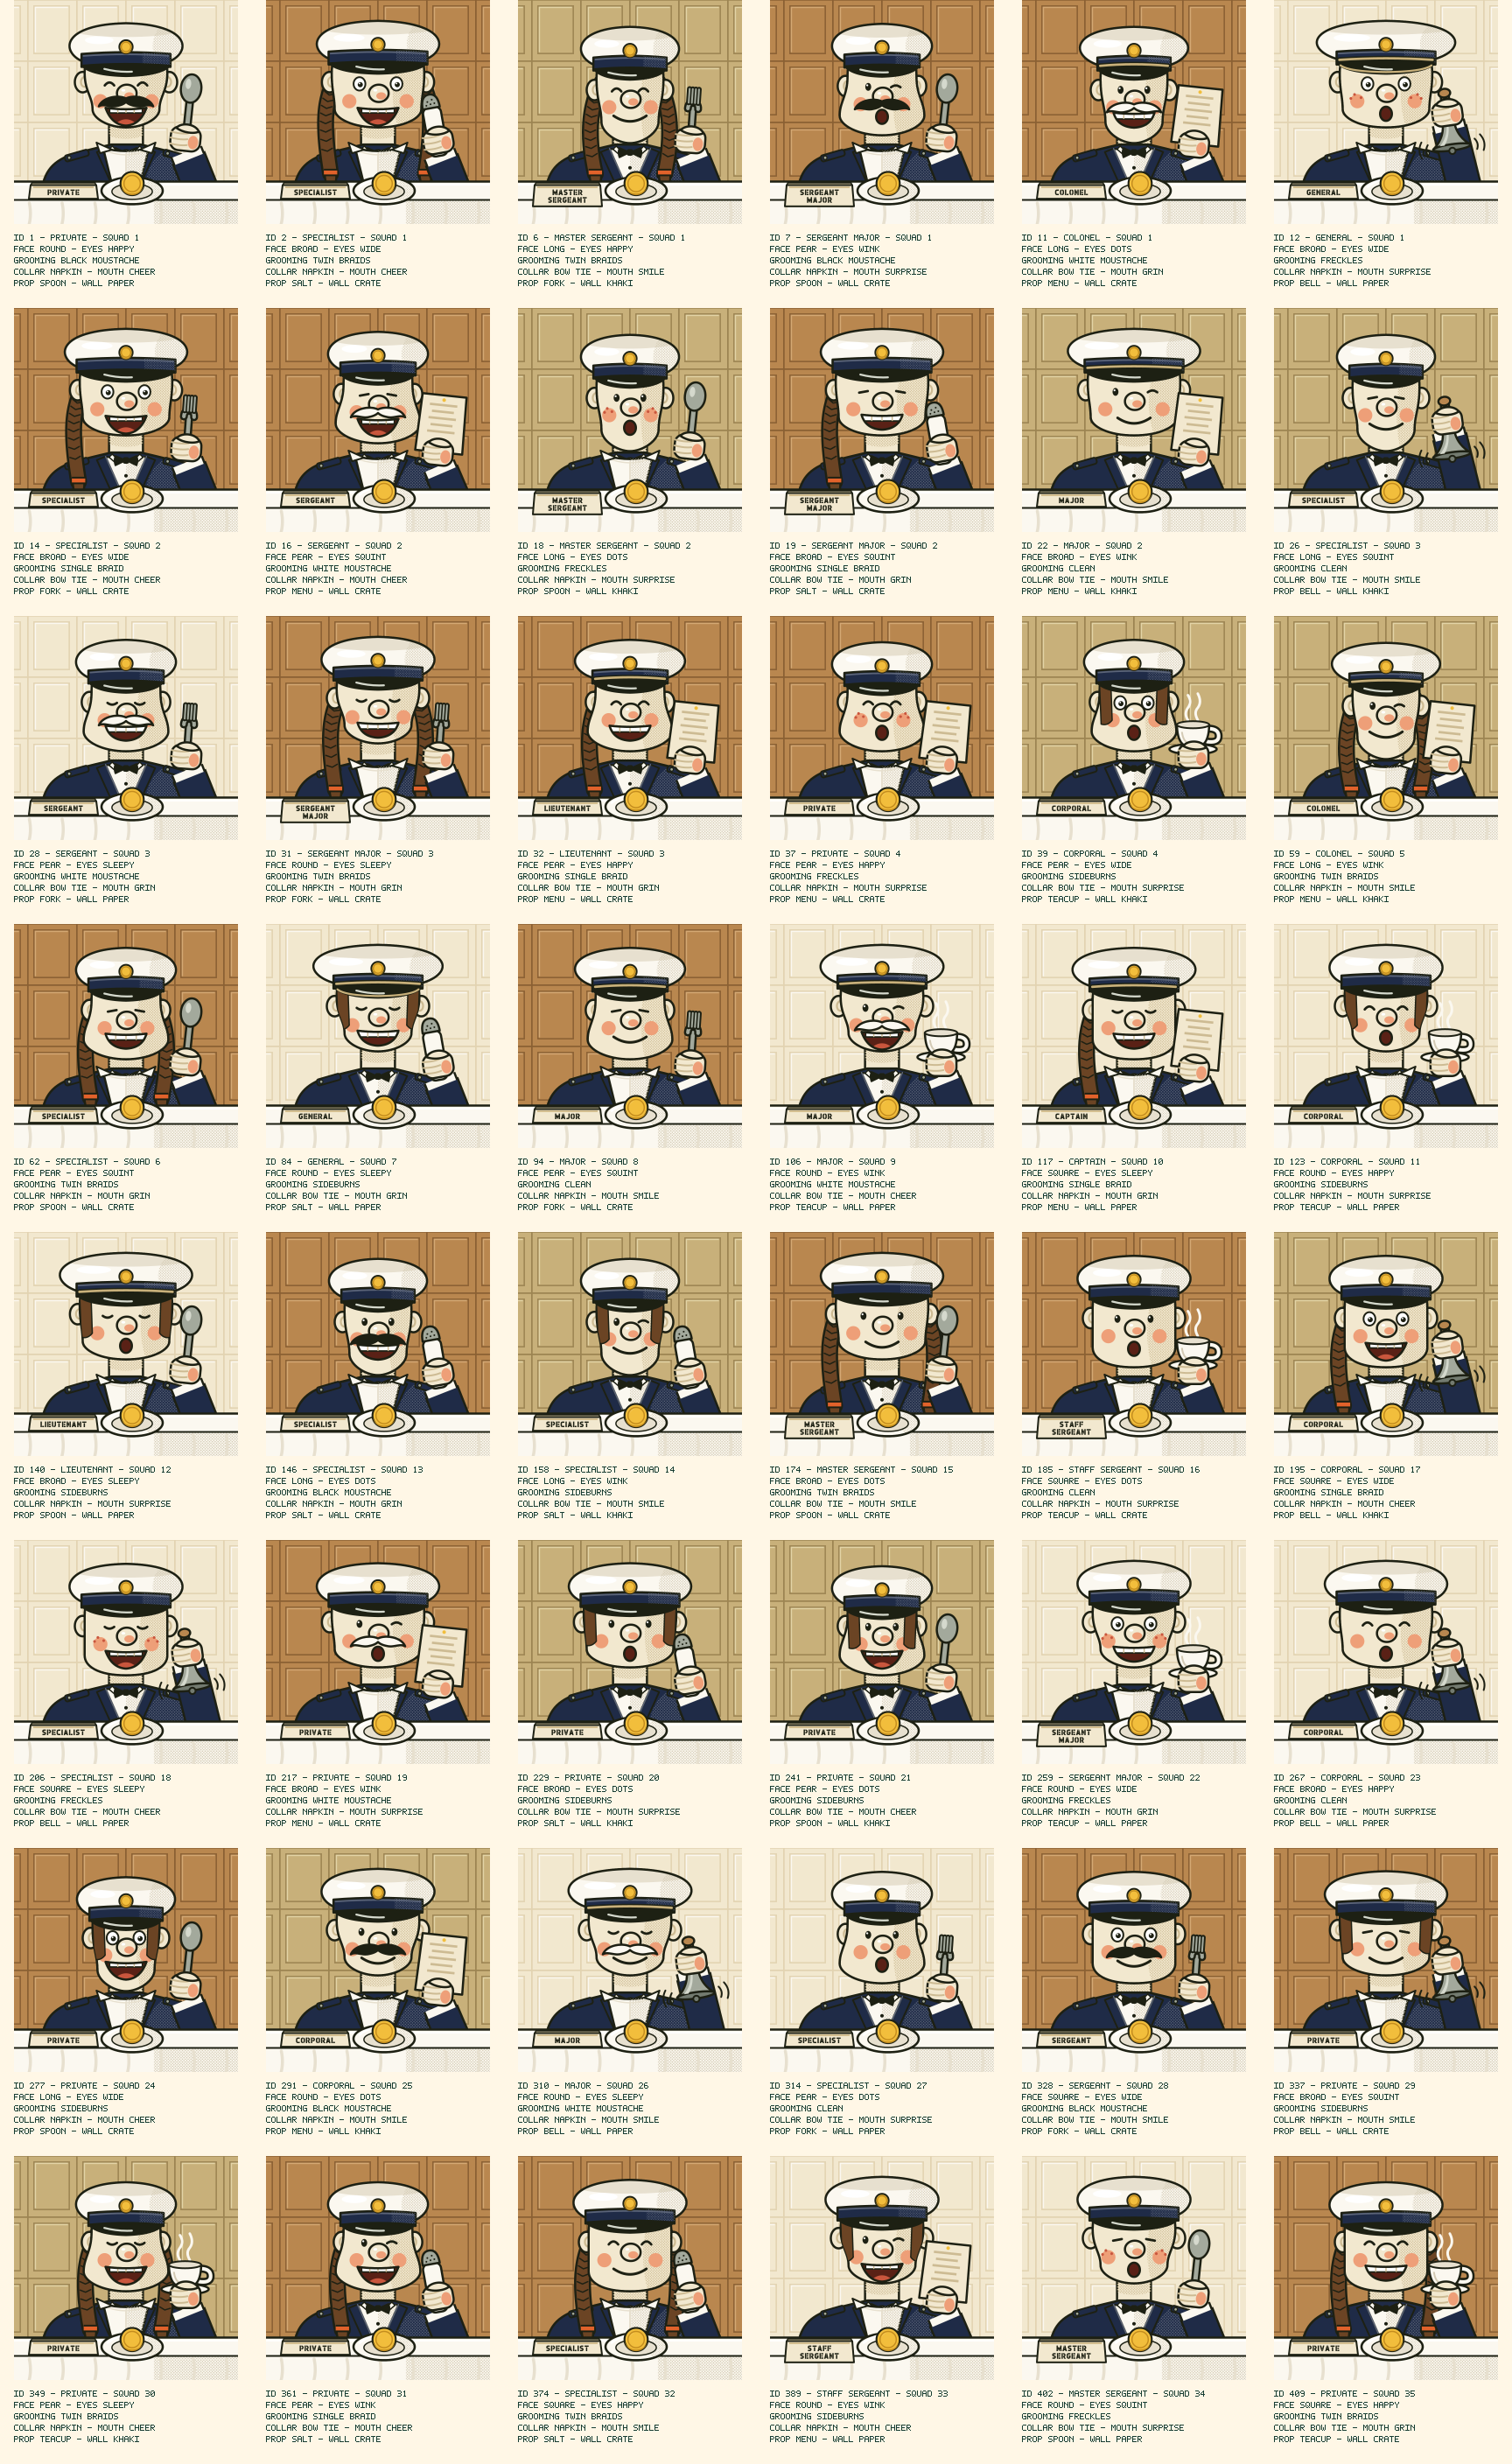 PRIVATE
SPECIALIST
MASTER
SERGEANT
SERGEANT
MAJOR
COLONEL
GENERAL
ID 1 – PRIVATE – SQUAD 1
FACE ROUND – EYES HAPPY
GROOMING BLACK MOUSTACHE
COLLAR NAPKIN – MOUTH CHEER
PROP SPOON – WALL PAPER
ID 2 – SPECIALIST – SQUAD 1
FACE BROAD – EYES WIDE
GROOMING TWIN BRAIDS
COLLAR NAPKIN – MOUTH CHEER
PROP SALT – WALL CRATE
ID 6 – MASTER SERGEANT – SQUAD 1
FACE LONG – EYES HAPPY
GROOMING TWIN BRAIDS
COLLAR BOW TIE – MOUTH SMILE
PROP FORK – WALL KHAKI
ID 7 – SERGEANT MAJOR – SQUAD 1
FACE PEAR – EYES WINK
GROOMING BLACK MOUSTACHE
COLLAR NAPKIN – MOUTH SURPRISE
PROP SPOON – WALL CRATE
ID 11 – COLONEL – SQUAD 1
FACE LONG – EYES DOTS
GROOMING WHITE MOUSTACHE
COLLAR BOW TIE – MOUTH GRIN
PROP MENU – WALL CRATE
ID 12 – GENERAL – SQUAD 1
FACE BROAD – EYES WIDE
GROOMING FRECKLES
COLLAR NAPKIN – MOUTH SURPRISE
PROP BELL – WALL PAPER
SPECIALIST
SERGEANT
MASTER
SERGEANT
SERGEANT
MAJOR
MAJOR
SPECIALIST
ID 14 – SPECIALIST – SQUAD 2
FACE BROAD – EYES WIDE
GROOMING SINGLE BRAID
COLLAR BOW TIE – MOUTH CHEER
PROP FORK – WALL CRATE
ID 16 – SERGEANT – SQUAD 2
FACE PEAR – EYES SQUINT
GROOMING WHITE MOUSTACHE
COLLAR NAPKIN – MOUTH CHEER
PROP MENU – WALL CRATE
ID 18 – MASTER SERGEANT – SQUAD 2
FACE LONG – EYES DOTS
GROOMING FRECKLES
COLLAR NAPKIN – MOUTH SURPRISE
PROP SPOON – WALL KHAKI
ID 19 – SERGEANT MAJOR – SQUAD 2
FACE BROAD – EYES SQUINT
GROOMING SINGLE BRAID
COLLAR BOW TIE – MOUTH GRIN
PROP SALT – WALL CRATE
ID 22 – MAJOR – SQUAD 2
FACE BROAD – EYES WINK
GROOMING CLEAN
COLLAR BOW TIE – MOUTH SMILE
PROP MENU – WALL KHAKI
ID 26 – SPECIALIST – SQUAD 3
FACE LONG – EYES SQUINT
GROOMING CLEAN
COLLAR BOW TIE – MOUTH SMILE
PROP BELL – WALL KHAKI
SERGEANT
SERGEANT
MAJOR
LIEUTENANT
PRIVATE
CORPORAL
COLONEL
ID 28 – SERGEANT – SQUAD 3
FACE PEAR – EYES SLEEPY
GROOMING WHITE MOUSTACHE
COLLAR BOW TIE – MOUTH GRIN
PROP FORK – WALL PAPER
ID 31 – SERGEANT MAJOR – SQUAD 3
FACE ROUND – EYES SLEEPY
GROOMING TWIN BRAIDS
COLLAR NAPKIN – MOUTH GRIN
PROP FORK – WALL CRATE
ID 32 – LIEUTENANT – SQUAD 3
FACE PEAR – EYES HAPPY
GROOMING SINGLE BRAID
COLLAR BOW TIE – MOUTH GRIN
PROP MENU – WALL CRATE
ID 37 – PRIVATE – SQUAD 4
FACE PEAR – EYES HAPPY
GROOMING FRECKLES
COLLAR NAPKIN – MOUTH SURPRISE
PROP MENU – WALL CRATE
ID 39 – CORPORAL – SQUAD 4
FACE PEAR – EYES WIDE
GROOMING SIDEBURNS
COLLAR BOW TIE – MOUTH SURPRISE
PROP TEACUP – WALL KHAKI
ID 59 – COLONEL – SQUAD 5
FACE LONG – EYES WINK
GROOMING TWIN BRAIDS
COLLAR NAPKIN – MOUTH SMILE
PROP MENU – WALL KHAKI
SPECIALIST
GENERAL
MAJOR
MAJOR
CAPTAIN
CORPORAL
ID 62 – SPECIALIST – SQUAD 6
FACE PEAR – EYES SQUINT
GROOMING TWIN BRAIDS
COLLAR NAPKIN – MOUTH GRIN
PROP SPOON – WALL CRATE
ID 84 – GENERAL – SQUAD 7
FACE ROUND – EYES SLEEPY
GROOMING SIDEBURNS
COLLAR BOW TIE – MOUTH GRIN
PROP SALT – WALL PAPER
ID 94 – MAJOR – SQUAD 8
FACE PEAR – EYES SQUINT
GROOMING CLEAN
COLLAR NAPKIN – MOUTH SMILE
PROP FORK – WALL CRATE
ID 106 – MAJOR – SQUAD 9
FACE ROUND – EYES WINK
GROOMING WHITE MOUSTACHE
COLLAR BOW TIE – MOUTH CHEER
PROP TEACUP – WALL PAPER
ID 117 – CAPTAIN – SQUAD 10
FACE SQUARE – EYES SLEEPY
GROOMING SINGLE BRAID
COLLAR NAPKIN – MOUTH GRIN
PROP MENU – WALL PAPER
ID 123 – CORPORAL – SQUAD 11
FACE ROUND – EYES HAPPY
GROOMING SIDEBURNS
COLLAR NAPKIN – MOUTH SURPRISE
PROP TEACUP – WALL PAPER
LIEUTENANT
SPECIALIST
SPECIALIST
MASTER
SERGEANT
STAFF
SERGEANT
CORPORAL
ID 140 – LIEUTENANT – SQUAD 12
FACE BROAD – EYES SLEEPY
GROOMING SIDEBURNS
COLLAR NAPKIN – MOUTH SURPRISE
PROP SPOON – WALL PAPER
ID 146 – SPECIALIST – SQUAD 13
FACE LONG – EYES DOTS
GROOMING BLACK MOUSTACHE
COLLAR NAPKIN – MOUTH GRIN
PROP SALT – WALL CRATE
ID 158 – SPECIALIST – SQUAD 14
FACE LONG – EYES WINK
GROOMING SIDEBURNS
COLLAR BOW TIE – MOUTH SMILE
PROP SALT – WALL KHAKI
ID 174 – MASTER SERGEANT – SQUAD 15
FACE BROAD – EYES DOTS
GROOMING TWIN BRAIDS
COLLAR BOW TIE – MOUTH SMILE
PROP SPOON – WALL CRATE
ID 185 – STAFF SERGEANT – SQUAD 16
FACE SQUARE – EYES DOTS
GROOMING CLEAN
COLLAR NAPKIN – MOUTH SURPRISE
PROP TEACUP – WALL CRATE
ID 195 – CORPORAL – SQUAD 17
FACE SQUARE – EYES WIDE
GROOMING SINGLE BRAID
COLLAR NAPKIN – MOUTH CHEER
PROP BELL – WALL KHAKI
SPECIALIST
PRIVATE
PRIVATE
PRIVATE
SERGEANT
MAJOR
CORPORAL
ID 206 – SPECIALIST – SQUAD 18
FACE SQUARE – EYES SLEEPY
GROOMING FRECKLES
COLLAR BOW TIE – MOUTH CHEER
PROP BELL – WALL PAPER
ID 217 – PRIVATE – SQUAD 19
FACE BROAD – EYES WINK
GROOMING WHITE MOUSTACHE
COLLAR NAPKIN – MOUTH SURPRISE
PROP MENU – WALL CRATE
ID 229 – PRIVATE – SQUAD 20
FACE BROAD – EYES DOTS
GROOMING SIDEBURNS
COLLAR BOW TIE – MOUTH SURPRISE
PROP SALT – WALL KHAKI
ID 241 – PRIVATE – SQUAD 21
FACE PEAR – EYES DOTS
GROOMING SIDEBURNS
COLLAR BOW TIE – MOUTH CHEER
PROP SPOON – WALL KHAKI
ID 259 – SERGEANT MAJOR – SQUAD 22
FACE ROUND – EYES WIDE
GROOMING FRECKLES
COLLAR NAPKIN – MOUTH GRIN
PROP TEACUP – WALL PAPER
ID 267 – CORPORAL – SQUAD 23
FACE BROAD – EYES HAPPY
GROOMING CLEAN
COLLAR BOW TIE – MOUTH SURPRISE
PROP BELL – WALL PAPER
PRIVATE
CORPORAL
MAJOR
SPECIALIST
SERGEANT
PRIVATE
ID 277 – PRIVATE – SQUAD 24
FACE LONG – EYES WIDE
GROOMING SIDEBURNS
COLLAR NAPKIN – MOUTH CHEER
PROP SPOON – WALL CRATE
ID 291 – CORPORAL – SQUAD 25
FACE ROUND – EYES DOTS
GROOMING BLACK MOUSTACHE
COLLAR NAPKIN – MOUTH SMILE
PROP MENU – WALL KHAKI
ID 310 – MAJOR – SQUAD 26
FACE ROUND – EYES SLEEPY
GROOMING WHITE MOUSTACHE
COLLAR NAPKIN – MOUTH SMILE
PROP BELL – WALL PAPER
ID 314 – SPECIALIST – SQUAD 27
FACE PEAR – EYES DOTS
GROOMING CLEAN
COLLAR BOW TIE – MOUTH SURPRISE
PROP FORK – WALL PAPER
ID 328 – SERGEANT – SQUAD 28
FACE SQUARE – EYES WIDE
GROOMING BLACK MOUSTACHE
COLLAR BOW TIE – MOUTH SMILE
PROP FORK – WALL CRATE
ID 337 – PRIVATE – SQUAD 29
FACE BROAD – EYES SQUINT
GROOMING SIDEBURNS
COLLAR NAPKIN – MOUTH SMILE
PROP BELL – WALL CRATE
PRIVATE
PRIVATE
SPECIALIST
STAFF
SERGEANT
MASTER
SERGEANT
PRIVATE
ID 349 – PRIVATE – SQUAD 30
FACE PEAR – EYES SLEEPY
GROOMING TWIN BRAIDS
COLLAR NAPKIN – MOUTH CHEER
PROP TEACUP – WALL KHAKI
ID 361 – PRIVATE – SQUAD 31
FACE PEAR – EYES WINK
GROOMING SINGLE BRAID
COLLAR BOW TIE – MOUTH CHEER
PROP SALT – WALL CRATE
ID 374 – SPECIALIST – SQUAD 32
FACE SQUARE – EYES HAPPY
GROOMING TWIN BRAIDS
COLLAR NAPKIN – MOUTH SMILE
PROP SALT – WALL CRATE
ID 389 – STAFF SERGEANT – SQUAD 33
FACE ROUND – EYES WINK
GROOMING SIDEBURNS
COLLAR NAPKIN – MOUTH CHEER
PROP MENU – WALL PAPER
ID 402 – MASTER SERGEANT – SQUAD 34
FACE ROUND – EYES SQUINT
GROOMING FRECKLES
COLLAR BOW TIE – MOUTH SURPRISE
PROP SPOON – WALL PAPER
ID 409 – PRIVATE – SQUAD 35
FACE SQUARE – EYES HAPPY
GROOMING TWIN BRAIDS
COLLAR BOW TIE – MOUTH GRIN
PROP TEACUP – WALL CRATE